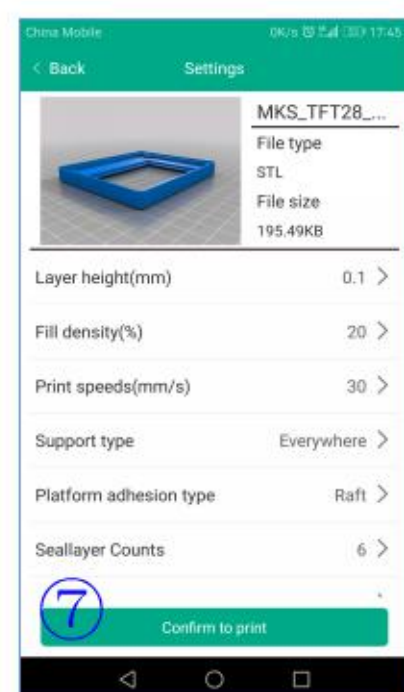 China Mobile 0K/s 17:45
< Back Settings
MKS_TFT28_...
File type
STL
File size
195.49KB
Layer height(mm) 0.1 >
Fill density(%) 20 >
Print speeds(mm/s) 30 >
Support type Everywhere >
Platform adhesion type Raft >
Seallayer Counts 6 >
7
Confirm to print